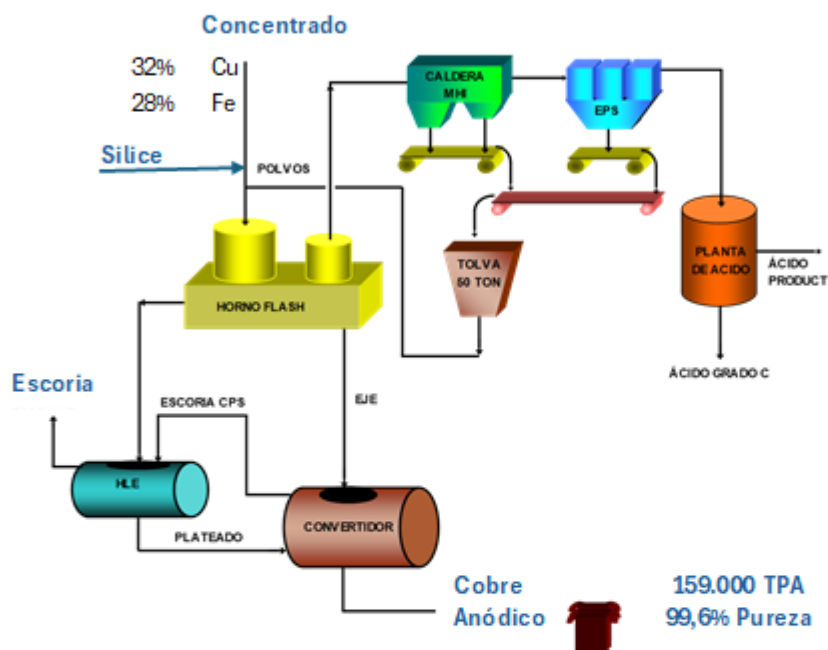 Concentrado
32% Cu
28% Fe
Silice
POLVOS
CALDERA
MHI
EPS
TOLVA
50 TON
PLANTA
DE ACIDO
ÁCIDO
PRODUCT
ÁCIDO GRADO C
HORNO FLASH
Escoria
ESCORIA CPS
EJE
HLE
CONVERTIDOR
PLATEADO
Cobre 159.000 TPA
Anódico 99,6% Pureza